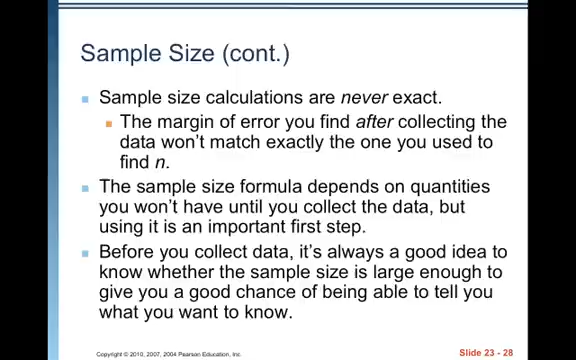 Sample Size (cont.)
Sample size calculations are never exact.
The margin of error you find after collecting the
data won't match exactly the one you used to
find n.
The sample size formula depends on quantities
you won't have until you collect the data, but
using it is an important first step.
Before you collect data, it's always a good idea to
know whether the sample size is large enough to
give you a good chance of being able to tell you
what you want to know.
Copyright © 2010, 2007, 2004 Pearson Education, Inc.
Slide 23 - 28